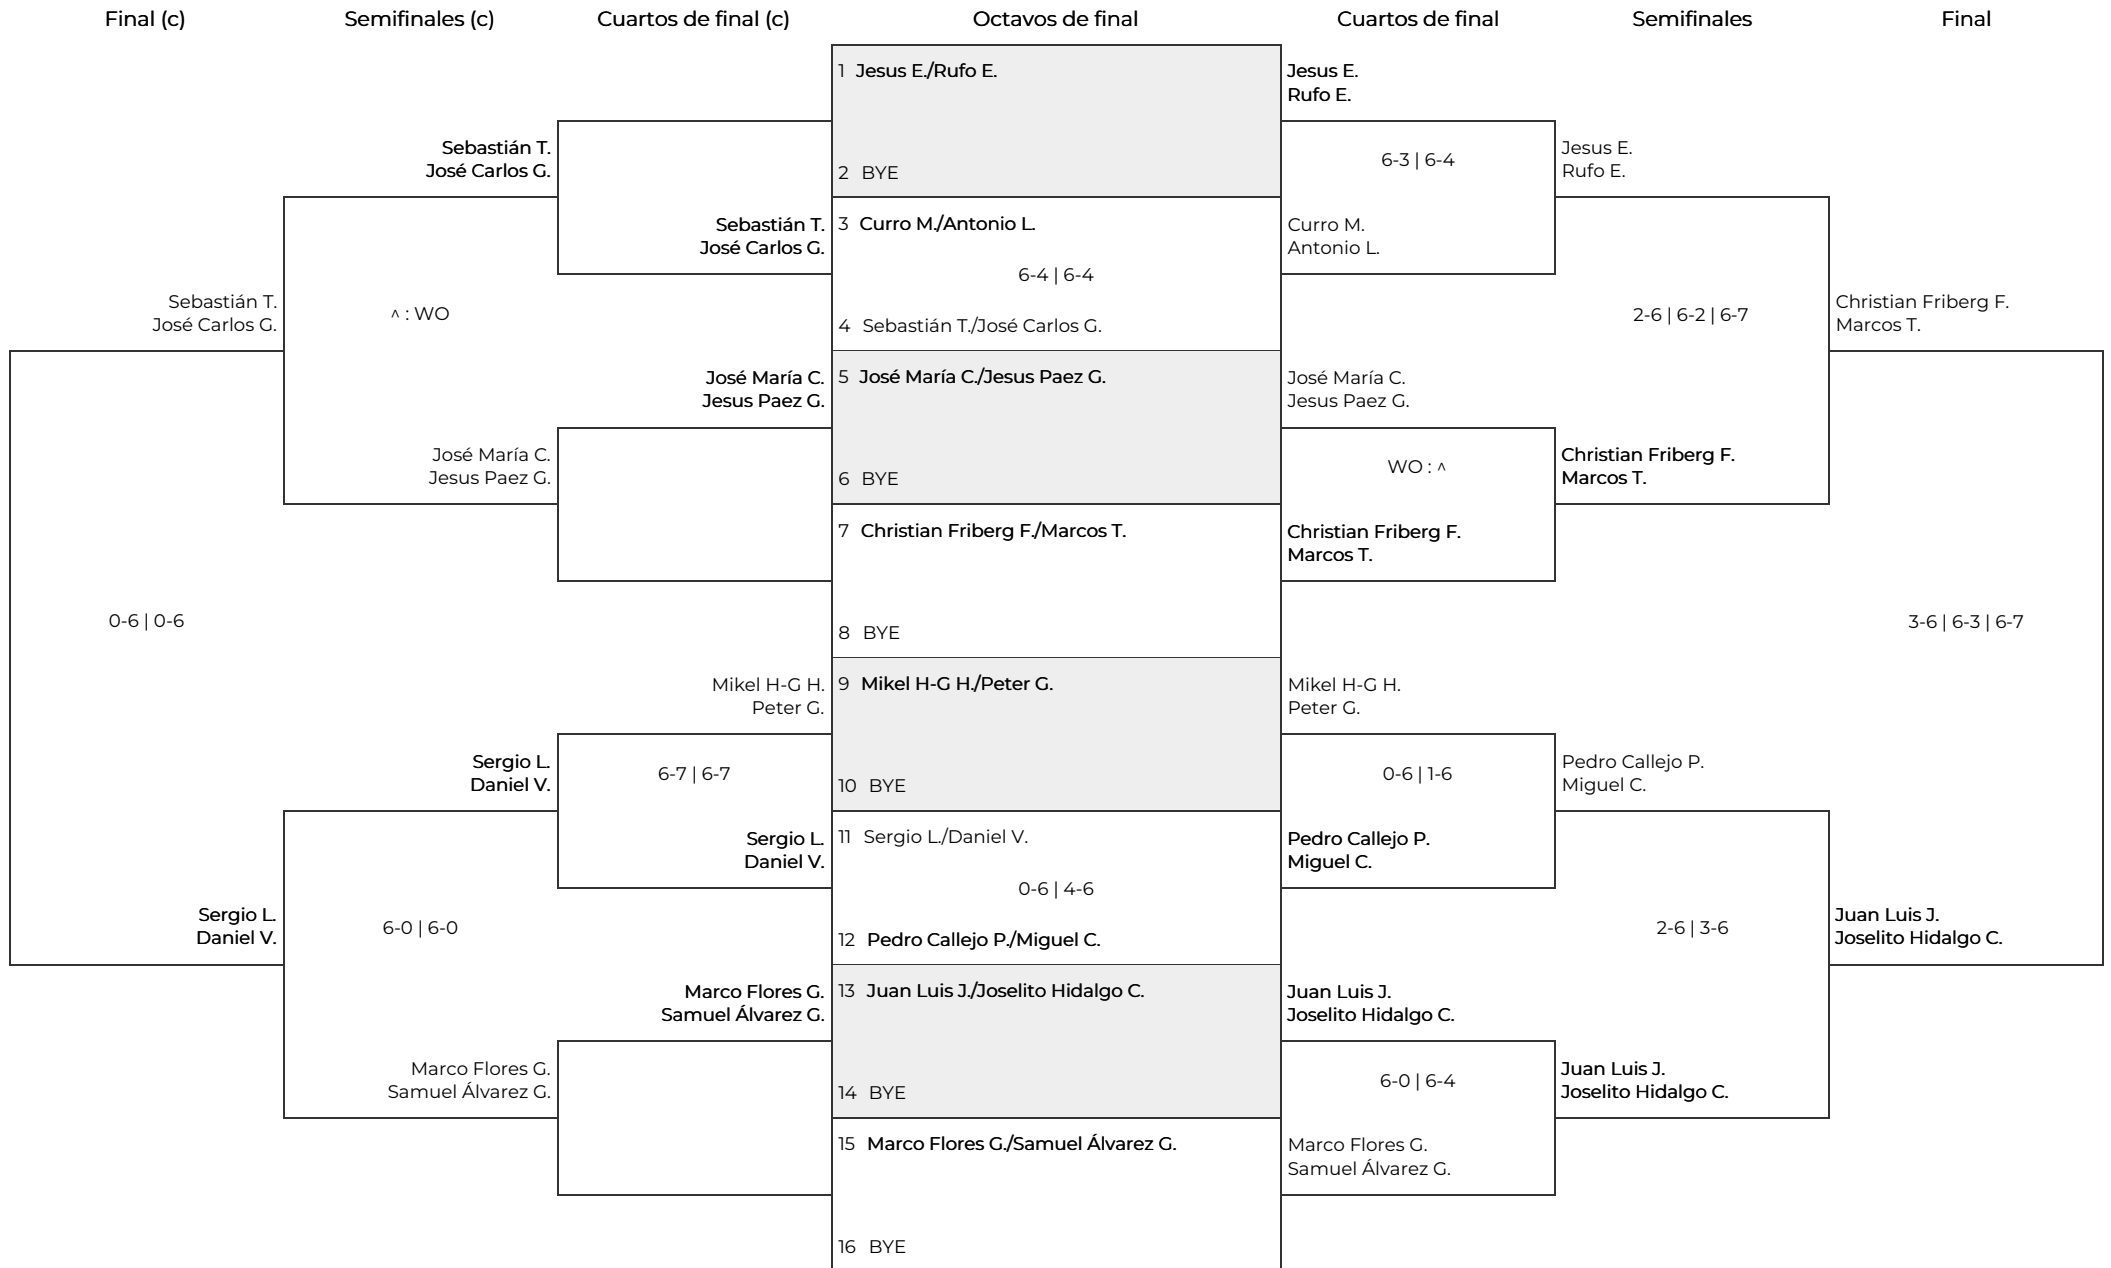 Final (c)
Semifinales (c)
Cuartos de final (c)
Octavos de final
Cuartos de final
Semifinales
Final
Sebastián T.
José Carlos G.
0-6 | 0-6
Sergio L.
Daniel V.
Sebastián T.
José Carlos G.
^ : WO
José María C.
Jesus Paez G.
Sergio L.
Daniel V.
6-0 | 6-0
Marco Flores G.
Samuel Álvarez G.
Sebastián T.
José Carlos G.
José María C.
Jesus Paez G.
Mikel H-G H.
Peter G.
6-7 | 6-7
Sergio L.
Daniel V.
Marco Flores G.
Samuel Álvarez G.
1 Jesus E./Rufo E.
2 BYE
3 Curro M./Antonio L.
6-4 | 6-4
4 Sebastián T./José Carlos G.
5 José María C./Jesus Paez G.
6 BYE
7 Christian Friberg F./Marcos T.
8 BYE
9 Mikel H-G H./Peter G.
10 BYE
11 Sergio L./Daniel V.
0-6 | 4-6
12 Pedro Callejo P./Miguel C.
13 Juan Luis J./Joselito Hidalgo C.
14 BYE
15 Marco Flores G./Samuel Álvarez G.
16 BYE
Jesus E.
Rufo E.
6-3 | 6-4
Curro M.
Antonio L.
José María C.
Jesus Paez G.
WO : ^
Christian Friberg F.
Marcos T.
Mikel H-G H.
Peter G.
0-6 | 1-6
Pedro Callejo P.
Miguel C.
Juan Luis J.
Joselito Hidalgo C.
6-0 | 6-4
Marco Flores G.
Samuel Álvarez G.
Jesus E.
Rufo E.
2-6 | 6-2 | 6-7
Christian Friberg F.
Marcos T.
Pedro Callejo P.
Miguel C.
2-6 | 3-6
Juan Luis J.
Joselito Hidalgo C.
Christian Friberg F.
Marcos T.
3-6 | 6-3 | 6-7
Juan Luis J.
Joselito Hidalgo C.